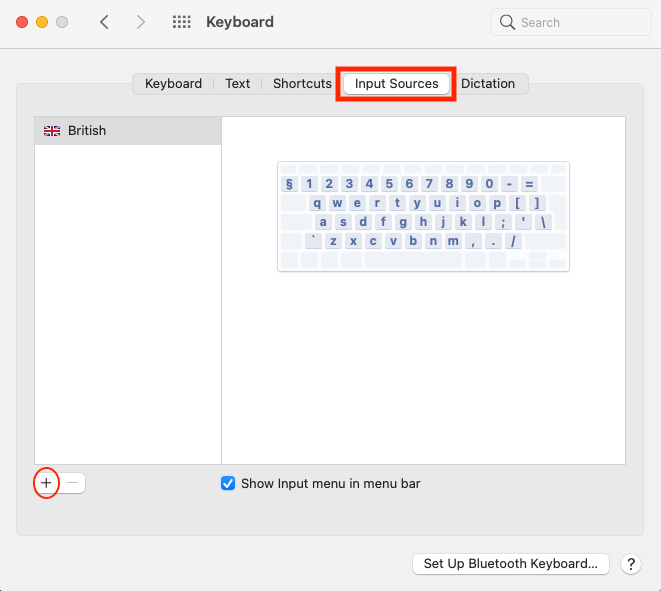 Keyboard
Search
Keyboard Text Shortcuts Input Sources Dictation
British
§ 1 2 3 4 5 6 7 8 9 0 - =
q w e r t y u i o p [ ]
a s d f g h j k l ; ' \
` z x c v b n m , . /
+ −
Show Input menu in menu bar
Set Up Bluetooth Keyboard... ?